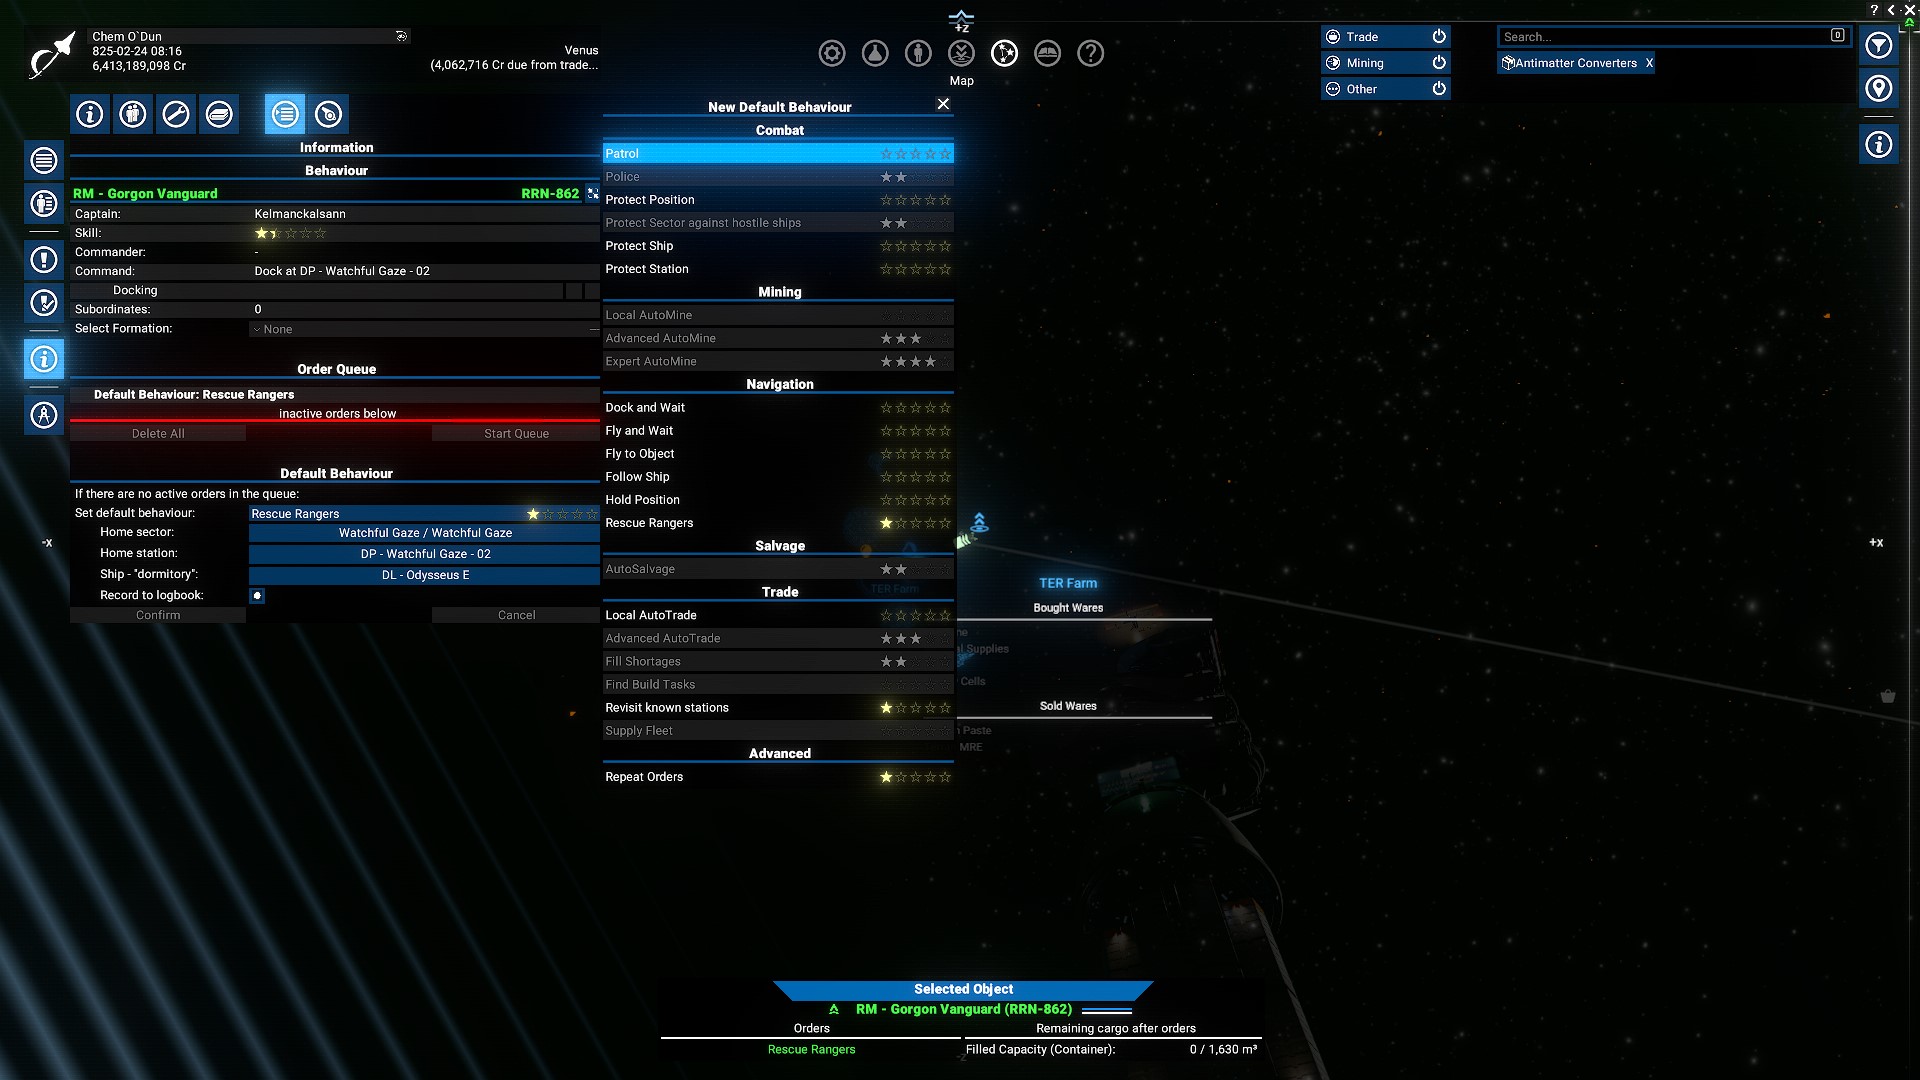 Chem O`Dun
825-02-24 08:16
6,413,189,098 Cr
Venus
(4,062,716 Cr due from trade...
+z
Map
? < X
Trade
Mining
Other
Search...
0
Antimatter Converters X
Information
Behaviour
RM - Gorgon Vanguard RRN-862
Captain: Kelmanckalsann
Skill:
Commander: -
Command: Dock at DP - Watchful Gaze - 02
Docking
Subordinates: 0
Select Formation: None
Order Queue
Default Behaviour: Rescue Rangers
inactive orders below
Delete All Start Queue
Default Behaviour
If there are no active orders in the queue:
Set default behaviour: Rescue Rangers
Home sector: Watchful Gaze / Watchful Gaze
Home station: DP - Watchful Gaze - 02
Ship - "dormitory": DL - Odysseus E
Record to logbook:
Confirm Cancel
New Default Behaviour
Combat
Patrol
Police
Protect Position
Protect Sector against hostile ships
Protect Ship
Protect Station
Mining
Local AutoMine
Advanced AutoMine
Expert AutoMine
Navigation
Dock and Wait
Fly and Wait
Fly to Object
Follow Ship
Hold Position
Rescue Rangers
Salvage
AutoSalvage
Trade
Local AutoTrade
Advanced AutoTrade
Fill Shortages
Find Build Tasks
Revisit known stations
Supply Fleet
Advanced
Repeat Orders
-x
+x
TER Farm
TER Farm
Bought Wares
Supplies
Cells
Sold Wares
Paste
MRE
Selected Object
RM - Gorgon Vanguard (RRN-862)
Orders
Remaining cargo after orders
Rescue Rangers
Filled Capacity (Container): 0 / 1,630 m³
-z